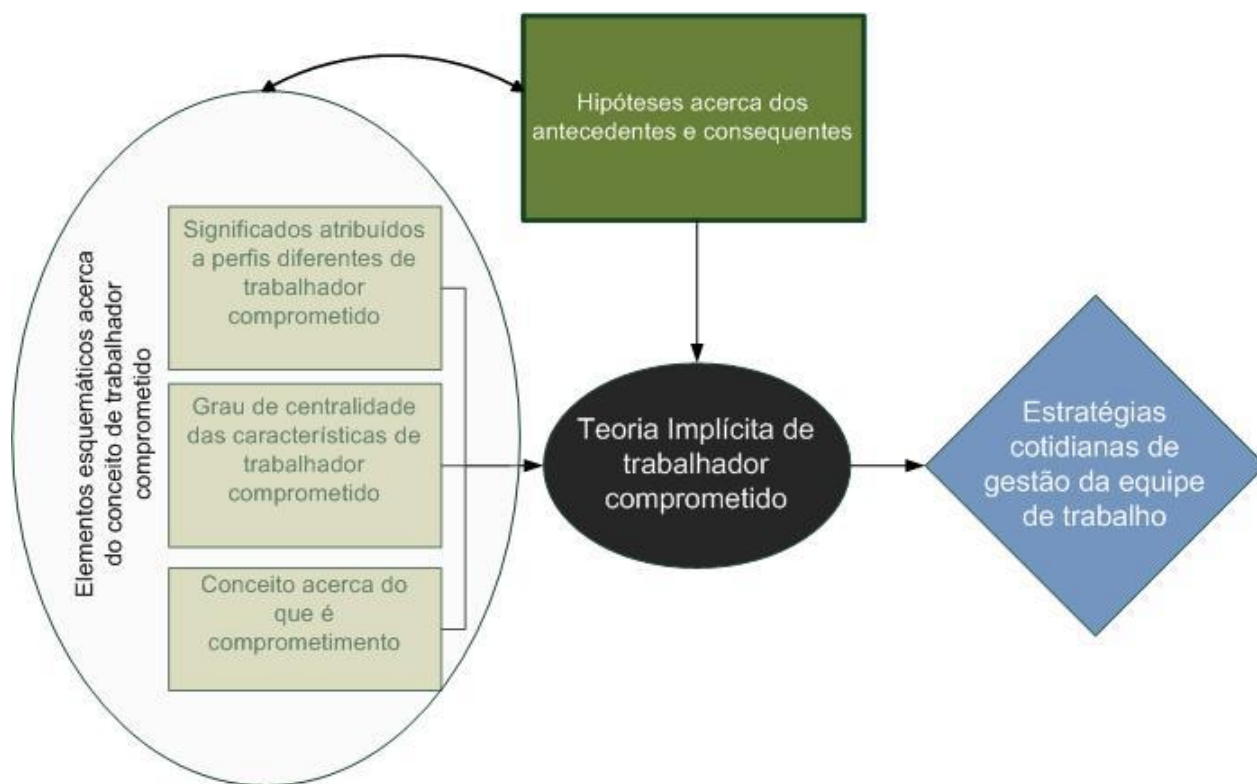 Hipóteses acerca dos
antecedentes e consequentes
Elementos esquemáticos acerca
do conceito de trabalhador
comprometido
Significados atribuídos
a perfis diferentes de
trabalhador
comprometido
Grau de centralidade
das características de
trabalhador
comprometido
Conceito acerca do
que é
comprometimento
Teoria Implícita de
trabalhador
comprometido
Estratégias
cotidianas de
gestão da equipe
de trabalho